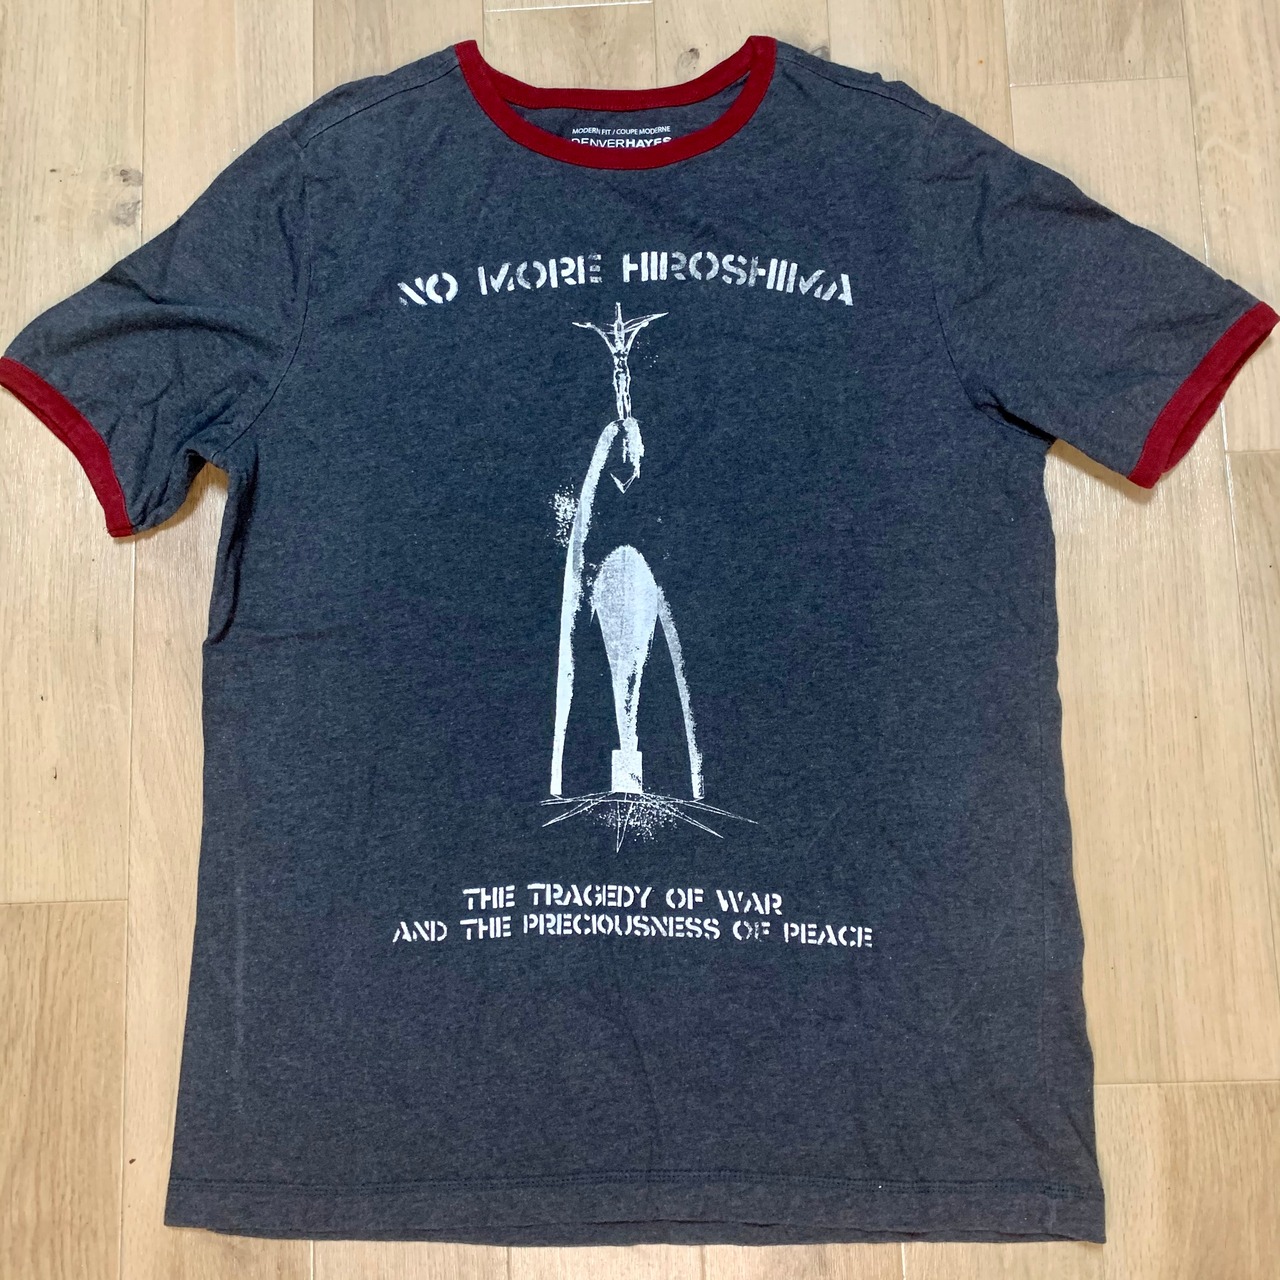 MODERN FIT / COUPE MODERNE
DENVERHAYES
NO MORE HIROSHIMA
THE TRAGEDY OF WAR
AND THE PRECIOUSNESS OF PEACE